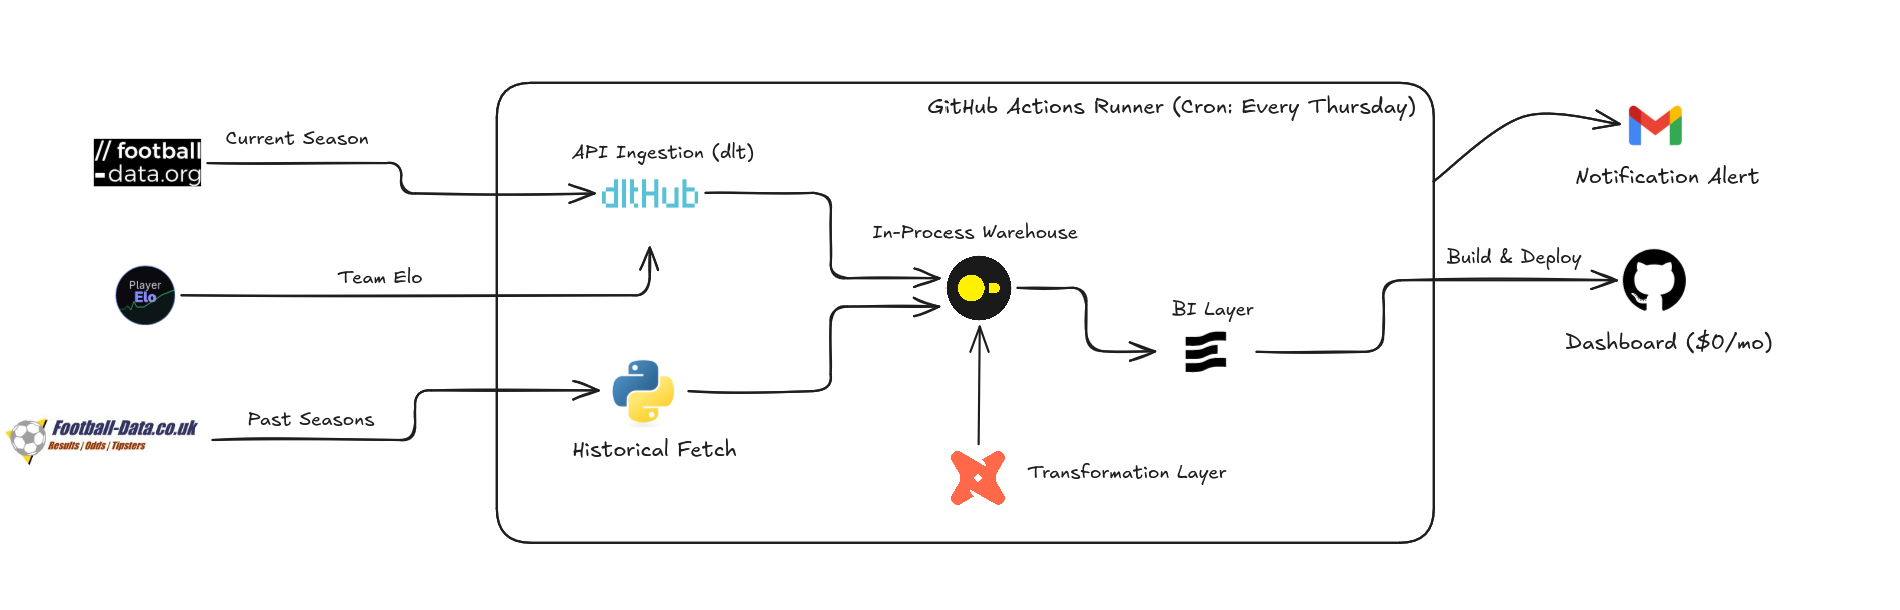 GitHub Actions Runner (Cron: Every Thursday)
Current Season
// football
-data.org
API Ingestion (dlt)
dltHub
Notification Alert
In-Process Warehouse
Build & Deploy
Team Elo
Player
Elo
BI Layer
Dashboard ($0/mo)
Past Seasons
Football-Data.co.uk
Results / Odds / Tipsters
Historical Fetch
Transformation Layer